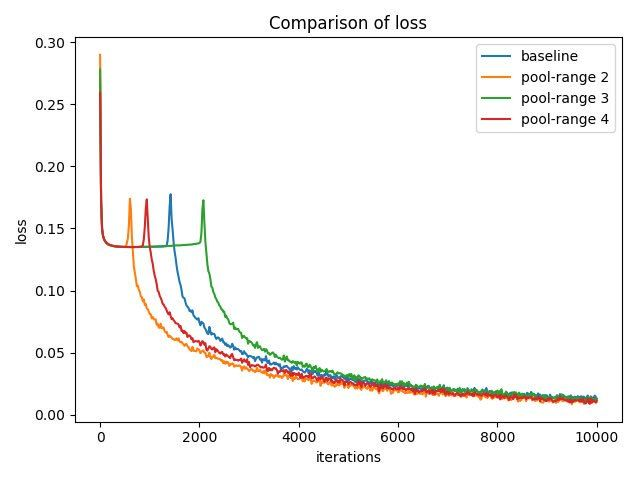 Comparison of loss
baseline
pool-range 2
pool-range 3
pool-range 4
loss
0.30
0.25
0.20
0.15
0.10
0.05
0.00
0 2000 4000 6000 8000 10000
iterations